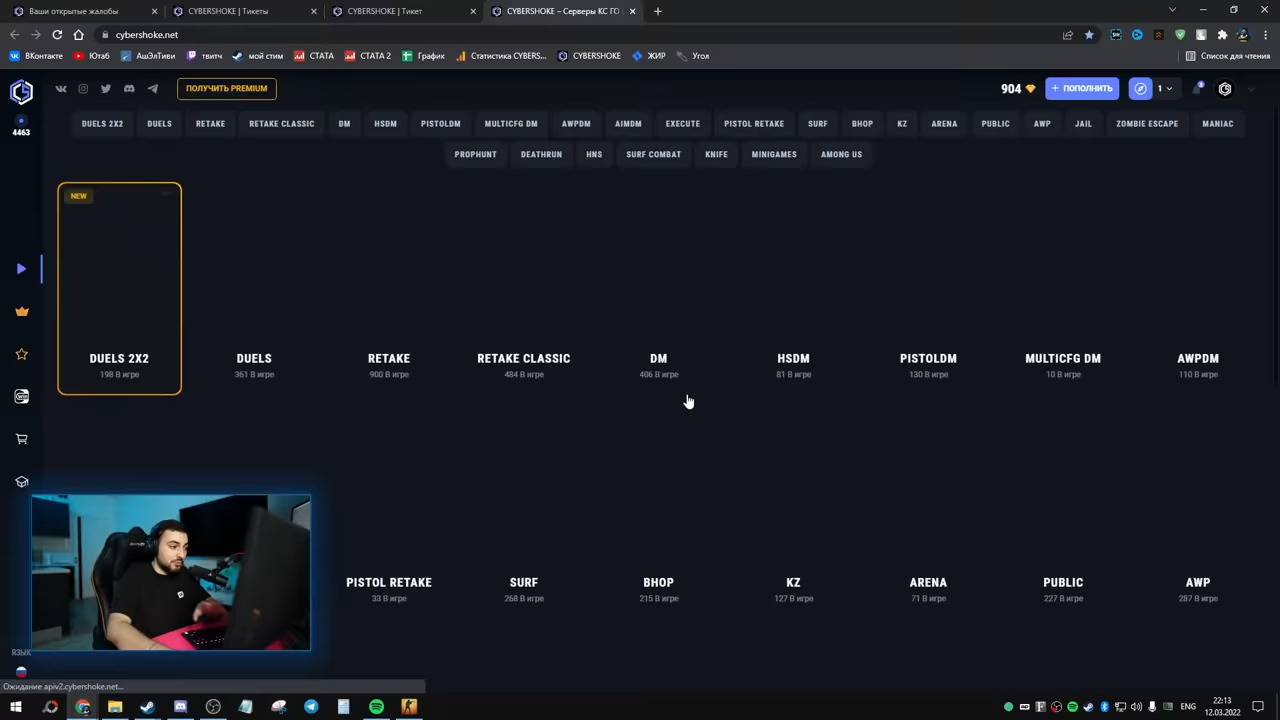 Ваши открытые жалобы
CYBERSHOKE | Тикеты
CYBERSHOKE | Тикет
CYBERSHOKE – Серверы КС ГО
cybershoke.net
ВКонтакте
Ютаб
АшЭлТиви
твитч
мой стим
СТАТА
СТАТА 2
График
Статистика CYBERS...
CYBERSHOKE
ЖИР
Угол
Список для чтения
ПОЛУЧИТЬ PREMIUM
904
+ ПОПОЛНИТЬ
1
4463
DUELS 2X2
DUELS
RETAKE
RETAKE CLASSIC
DM
HSDM
PISTOLDM
MULTICFG DM
AWPDM
AIMDM
EXECUTE
PISTOL RETAKE
SURF
BHOP
KZ
ARENA
PUBLIC
AWP
JAIL
ZOMBIE ESCAPE
MANIAC
PROPHUNT
DEATHRUN
HNS
SURF COMBAT
KNIFE
MINIGAMES
AMONG US
NEW
DUELS 2X2
198 В игре
DUELS
361 В игре
RETAKE
900 В игре
RETAKE CLASSIC
484 В игре
DM
406 В игре
HSDM
81 В игре
PISTOLDM
130 В игре
MULTICFG DM
10 В игре
AWPDM
110 В игре
PISTOL RETAKE
33 В игре
SURF
268 В игре
BHOP
215 В игре
KZ
127 В игре
ARENA
71 В игре
PUBLIC
227 В игре
AWP
287 В игре
ЯЗЫК
Ожидание apiv2.cybershoke.net...
ENG
22:13
12.03.2022